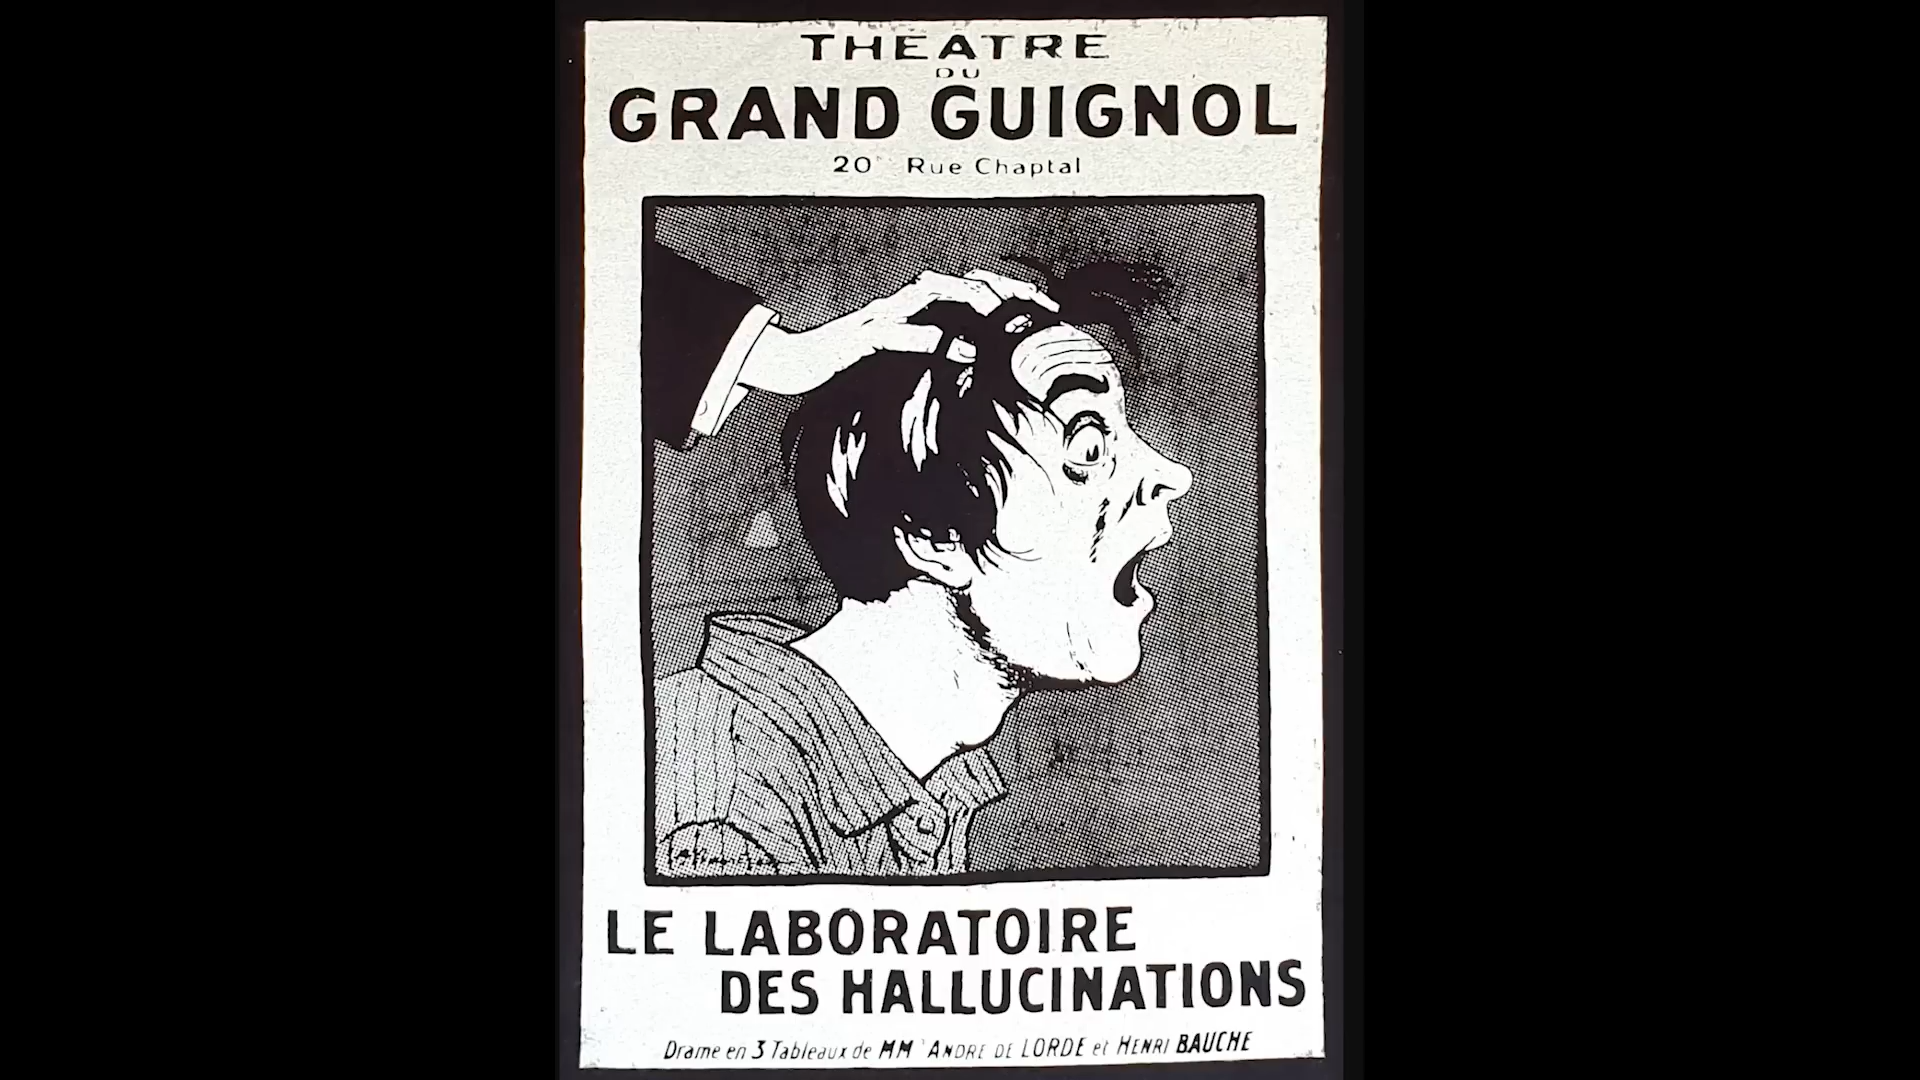 THÉATRE
DU
GRAND GUIGNOL
20 Rue Chaptal
LE LABORATOIRE
DES HALLUCINATIONS
Drame en 3 Tableaux de MM ANDRE DE LORDE et HENRI BAUCHE